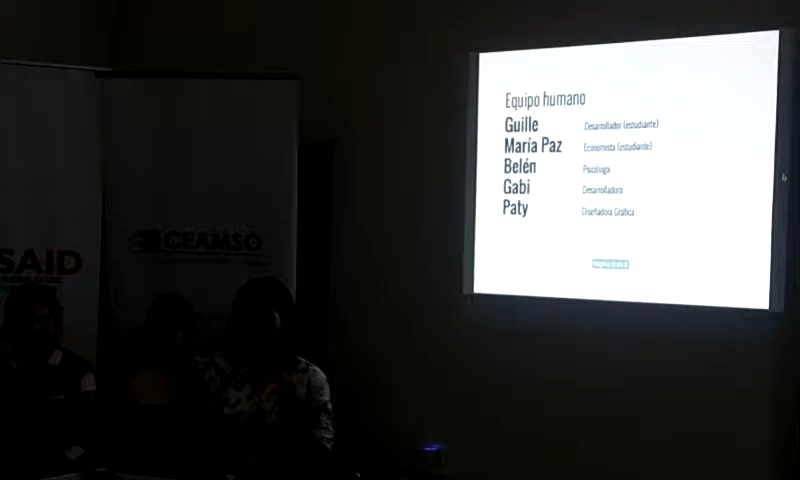 Equipo humano
Guille Desarrollador (estudiante)
María Paz Economista (estudiante)
Belén Psicóloga
Gabi Desarrolladora
Paty Diseñadora Gráfica
SAID
CEAMSO